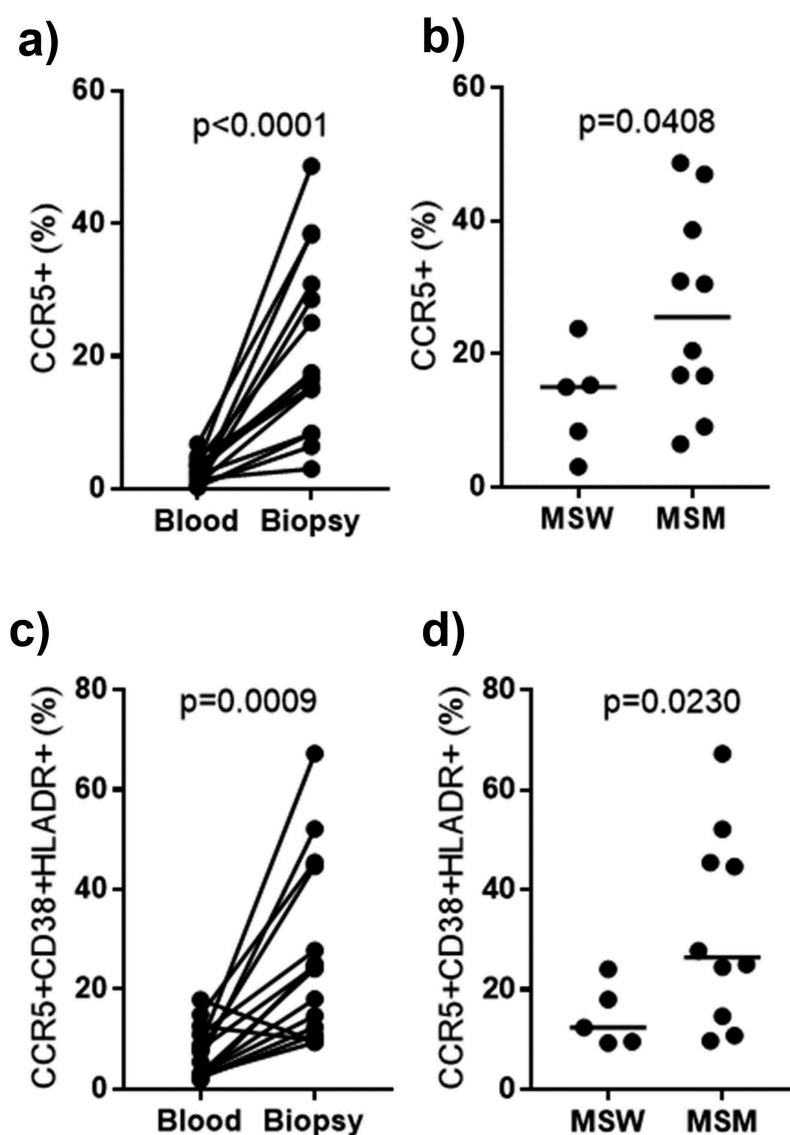 a)
CCR5+ (%)
60
40
20
0
p<0.0001
Blood Biopsy
b)
CCR5+ (%)
60
40
20
0
p=0.0408
MSW MSM
c)
CCR5+CD38+HLADR+ (%)
80
60
40
20
0
p=0.0009
Blood Biopsy
d)
CCR5+CD38+HLADR+ (%)
80
60
40
20
0
p=0.0230
MSW MSM